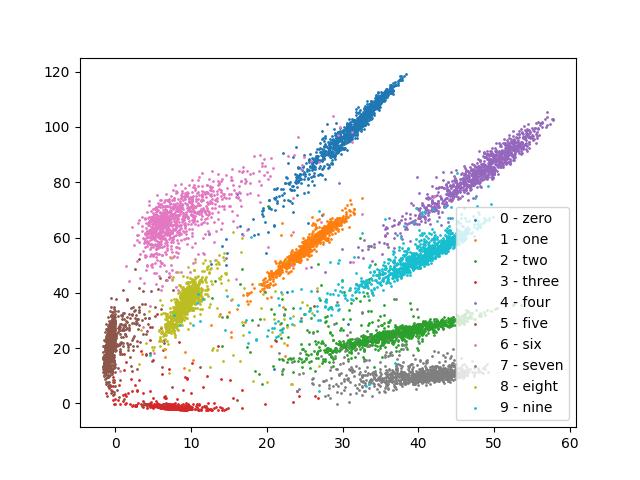 120
100
80
60
40
20
0
0 10 20 30 40 50 60
0 - zero
1 - one
2 - two
3 - three
4 - four
5 - five
6 - six
7 - seven
8 - eight
9 - nine